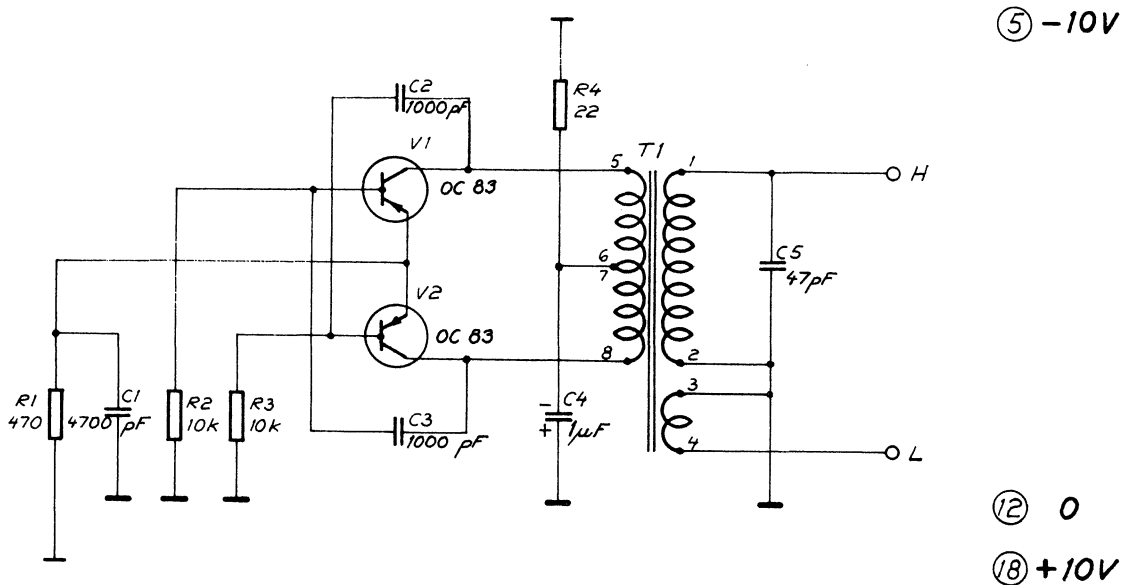 5 -10V
C2
1000pF
R4
22
V1
OC 83
5
T1
1
H
6
7
C5
47pF
V2
OC 83
8
2
R1
470
C1
4700 pF
R2
10k
R3
10k
C3
1000 pF
- C4
+ 1µF
3
4
L
12 0
18 +10V